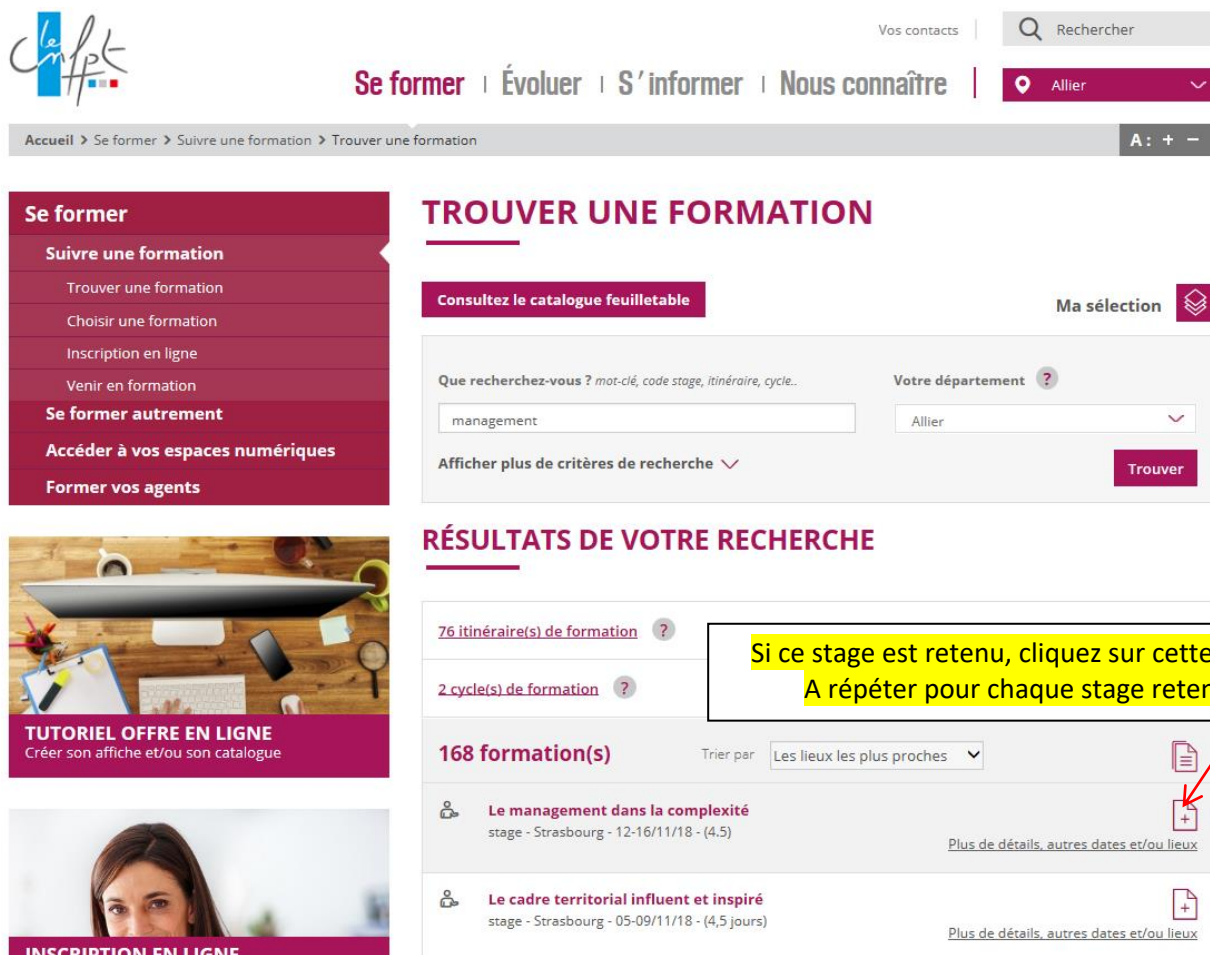 le cnfpt
Vos contacts
Rechercher
Se former
Évoluer
S'informer
Nous connaître
Allier
Accueil > Se former > Suivre une formation > Trouver une formation
A : + −
Se former
Suivre une formation
Trouver une formation
Choisir une formation
Inscription en ligne
Venir en formation
Se former autrement
Accéder à vos espaces numériques
Former vos agents
TROUVER UNE FORMATION
Consultez le catalogue feuilletable
Ma sélection
Que recherchez-vous ? mot-clé, code stage, itinéraire, cycle..
Votre département ?
management
Allier
Afficher plus de critères de recherche
Trouver
RÉSULTATS DE VOTRE RECHERCHE
76 itinéraire(s) de formation ?
2 cycle(s) de formation ?
Si ce stage est retenu, cliquez sur cette
A répéter pour chaque stage reten
168 formation(s)
Trier par
Les lieux les plus proches
Le management dans la complexité
stage - Strasbourg - 12-16/11/18 - (4.5)
Plus de détails, autres dates et/ou lieux
Le cadre territorial influent et inspiré
stage - Strasbourg - 05-09/11/18 - (4,5 jours)
Plus de détails, autres dates et/ou lieux
TUTORIEL OFFRE EN LIGNE
Créer son affiche et/ou son catalogue
INSCRIPTION EN LIGNE